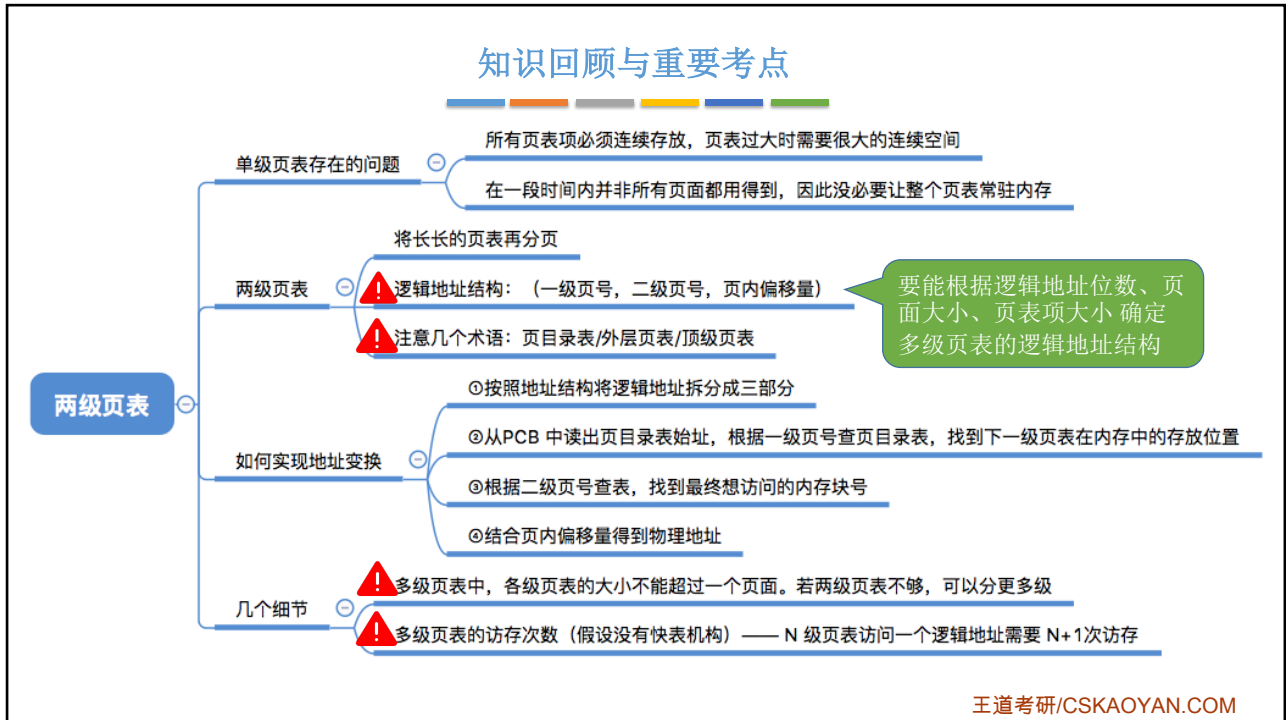 知识回顾与重要考点
两级页表
单级页表存在的问题
所有页表项必须连续存放，页表过大时需要很大的连续空间
在一段时间内并非所有页面都用得到，因此没必要让整个页表常驻内存
两级页表
将长长的页表再分页
逻辑地址结构：（一级页号，二级页号，页内偏移量）
要能根据逻辑地址位数、页
面大小、页表项大小 确定
多级页表的逻辑地址结构
注意几个术语：页目录表/外层页表/顶级页表
如何实现地址变换
①按照地址结构将逻辑地址拆分成三部分
②从PCB 中读出页目录表始址，根据一级页号查页目录表，找到下一级页表在内存中的存放位置
③根据二级页号查表，找到最终想访问的内存块号
④结合页内偏移量得到物理地址
几个细节
多级页表中，各级页表的大小不能超过一个页面。若两级页表不够，可以分更多级
多级页表的访存次数（假设没有快表机构）—— N 级页表访问一个逻辑地址需要 N+1次访存
王道考研/CSKAOYAN.COM